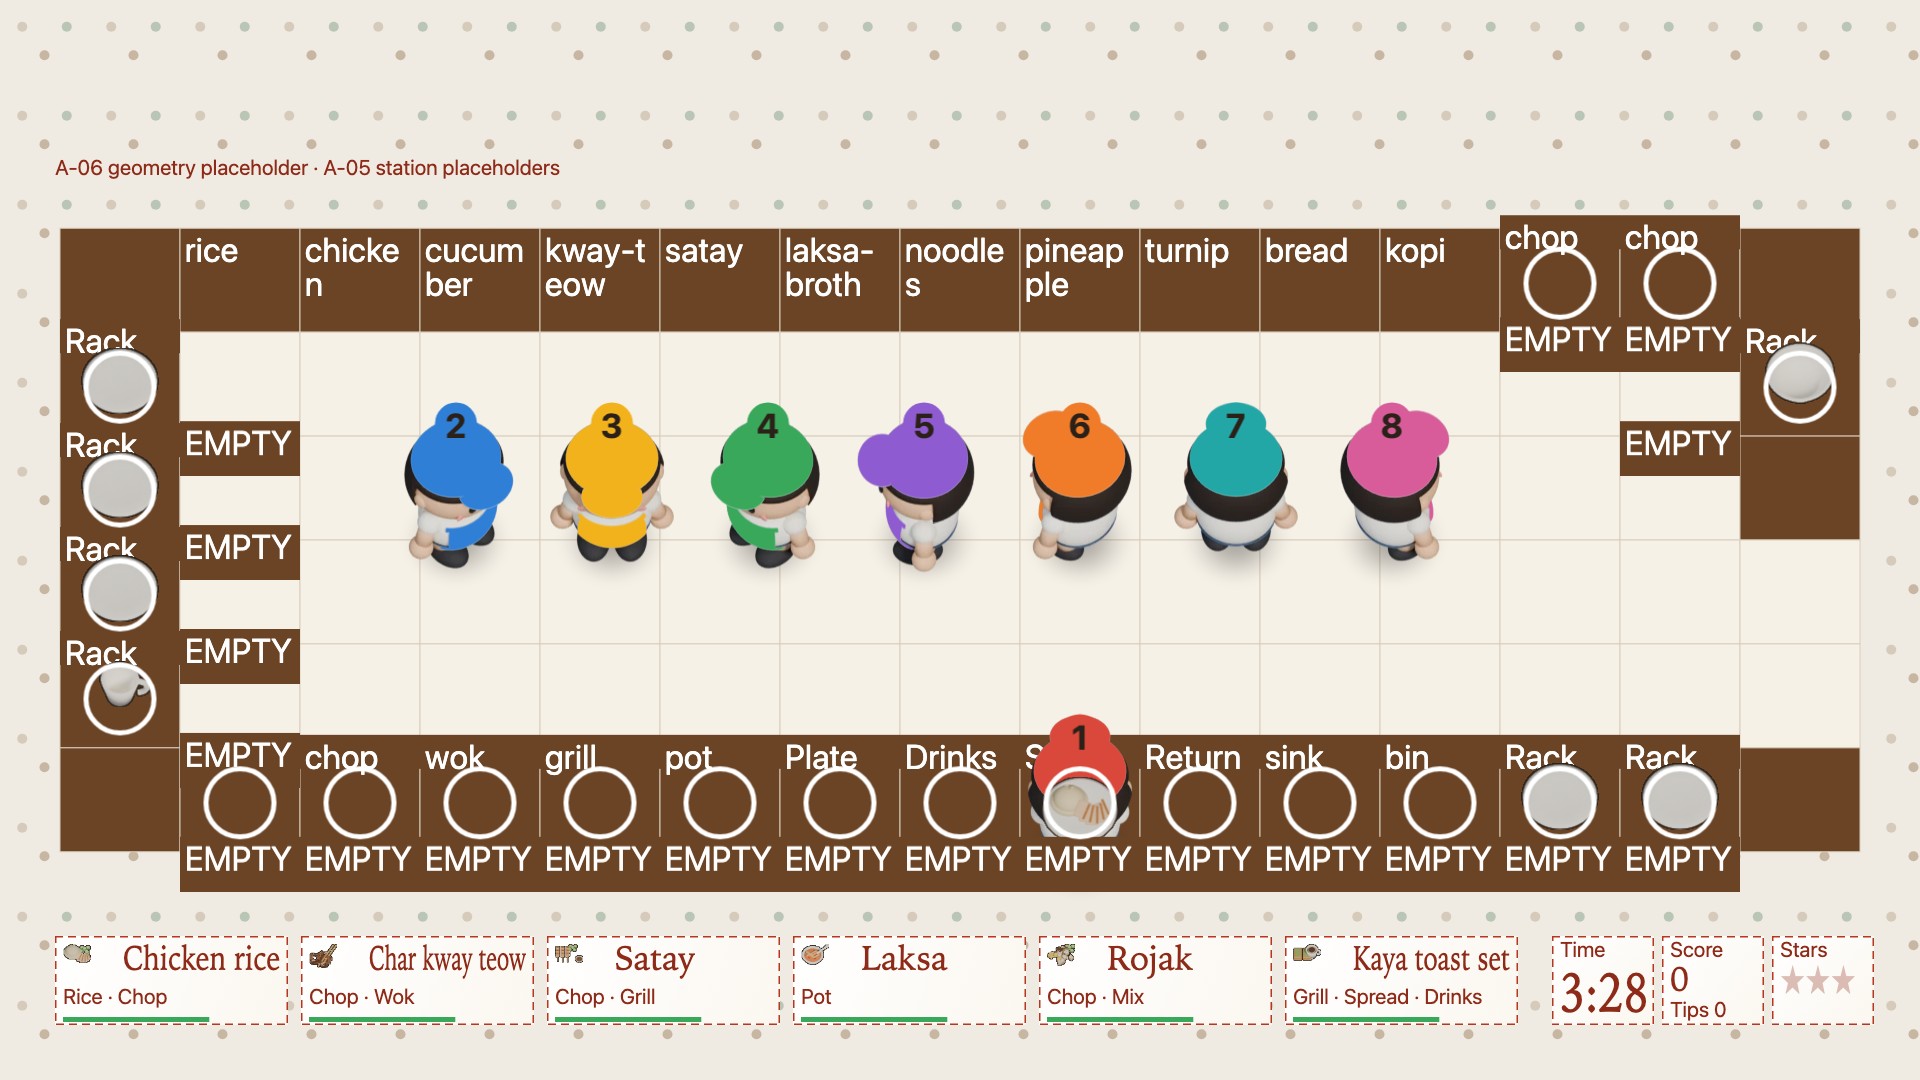 A-06 geometry placeholder · A-05 station placeholders
rice
chicke
n
cucum
ber
kway-t
eow
satay
laksa-
broth
noodle
s
pineap
ple
turnip
bread
kopi
chop
chop
EMPTY
EMPTY
Rack
Rack
EMPTY
EMPTY
Rack
Rack
EMPTY
Rack
EMPTY
2
3
4
5
6
7
8
1
EMPTY
chop
wok
grill
pot
Plate
Drinks
Return
sink
bin
Rack
Rack
EMPTY
EMPTY
EMPTY
EMPTY
EMPTY
EMPTY
EMPTY
EMPTY
EMPTY
EMPTY
EMPTY
EMPTY
EMPTY
Chicken rice
Rice · Chop
Char kway teow
Chop · Wok
Satay
Chop · Grill
Laksa
Pot
Rojak
Chop · Mix
Kaya toast set
Grill · Spread · Drinks
Time
3:28
Score
0
Tips 0
Stars